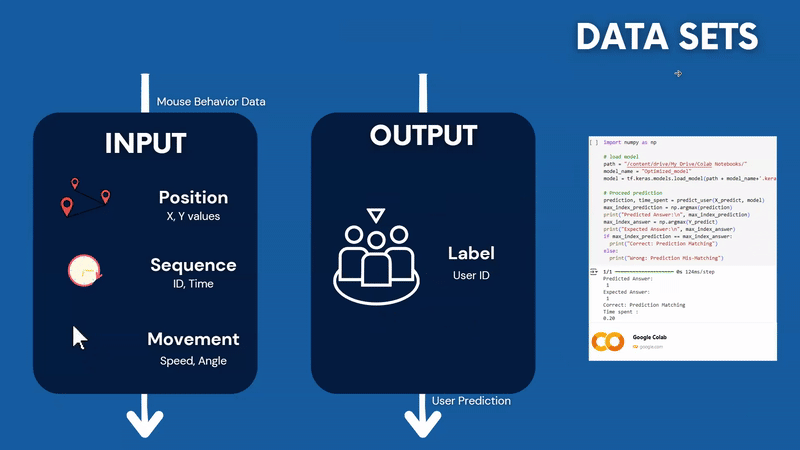 DATA SETS
Mouse Behavior Data
INPUT
Position
X, Y values
Sequence
ID, Time
Movement
Speed, Angle
OUTPUT
Label
User ID
User Prediction
[ ] import numpy as np
# load model
path = "/content/drive/My Drive/Colab Notebooks/"
model_name = "Optimized_model"
model = tf.keras.models.load_model(path + model_name+'.kera
# Proceed prediction
prediction, time_spent = predict_user(X_predict, model)
max_index_prediction = np.argmax(prediction)
print("Predicted Answer:\n", max_index_prediction)
max_index_answer = np.argmax(Y_predict)
print("Expected Answer:\n", max_index_answer)
if max_index_prediction == max_index_answer:
print("Correct: Prediction Matching")
else:
print("Wrong: Prediction Mis-Matching")
1/1 0s 124ms/step
Predicted Answer:
1
Expected Answer:
1
Correct: Prediction Matching
Time spent :
0.20
Google Colab
google.com